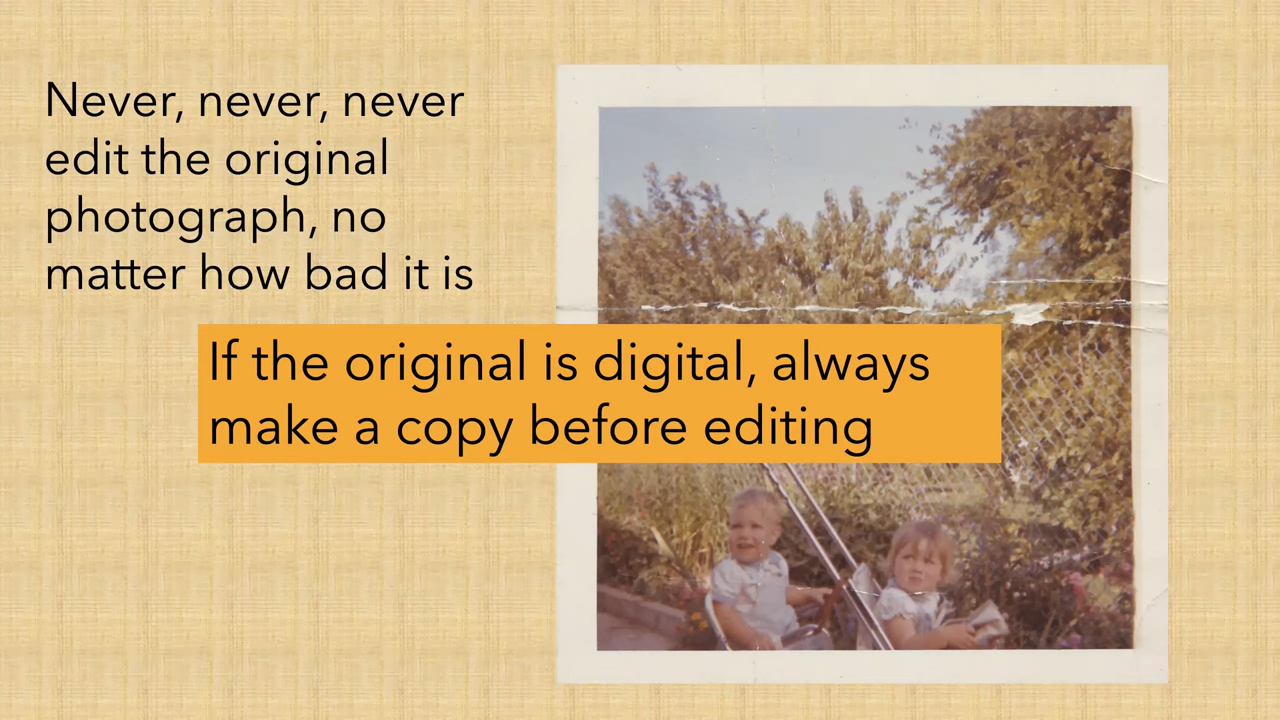 Never, never, never
edit the original
photograph, no
matter how bad it is
If the original is digital, always
make a copy before editing